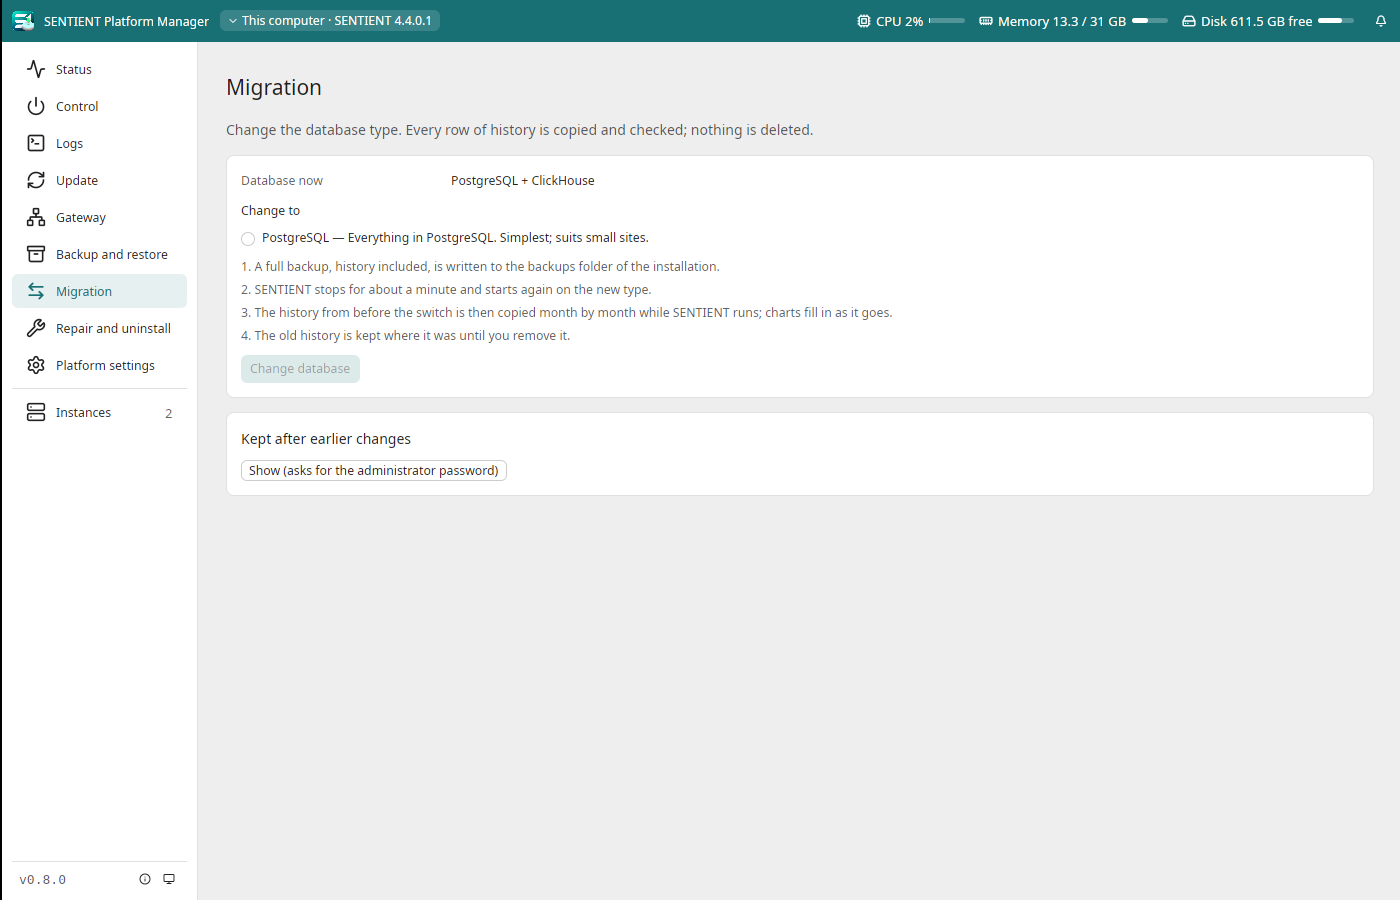 SENTIENT Platform Manager
This computer · SENTIENT 4.4.0.1
CPU 2%
Memory 13.3 / 31 GB
Disk 611.5 GB free
Status
Control
Logs
Update
Gateway
Backup and restore
Migration
Repair and uninstall
Platform settings
Instances 2
v0.8.0
Migration
Change the database type. Every row of history is copied and checked; nothing is deleted.
Database now PostgreSQL + ClickHouse
Change to
PostgreSQL — Everything in PostgreSQL. Simplest; suits small sites.
1. A full backup, history included, is written to the backups folder of the installation.
2. SENTIENT stops for about a minute and starts again on the new type.
3. The history from before the switch is then copied month by month while SENTIENT runs; charts fill in as it goes.
4. The old history is kept where it was until you remove it.
Change database
Kept after earlier changes
Show (asks for the administrator password)